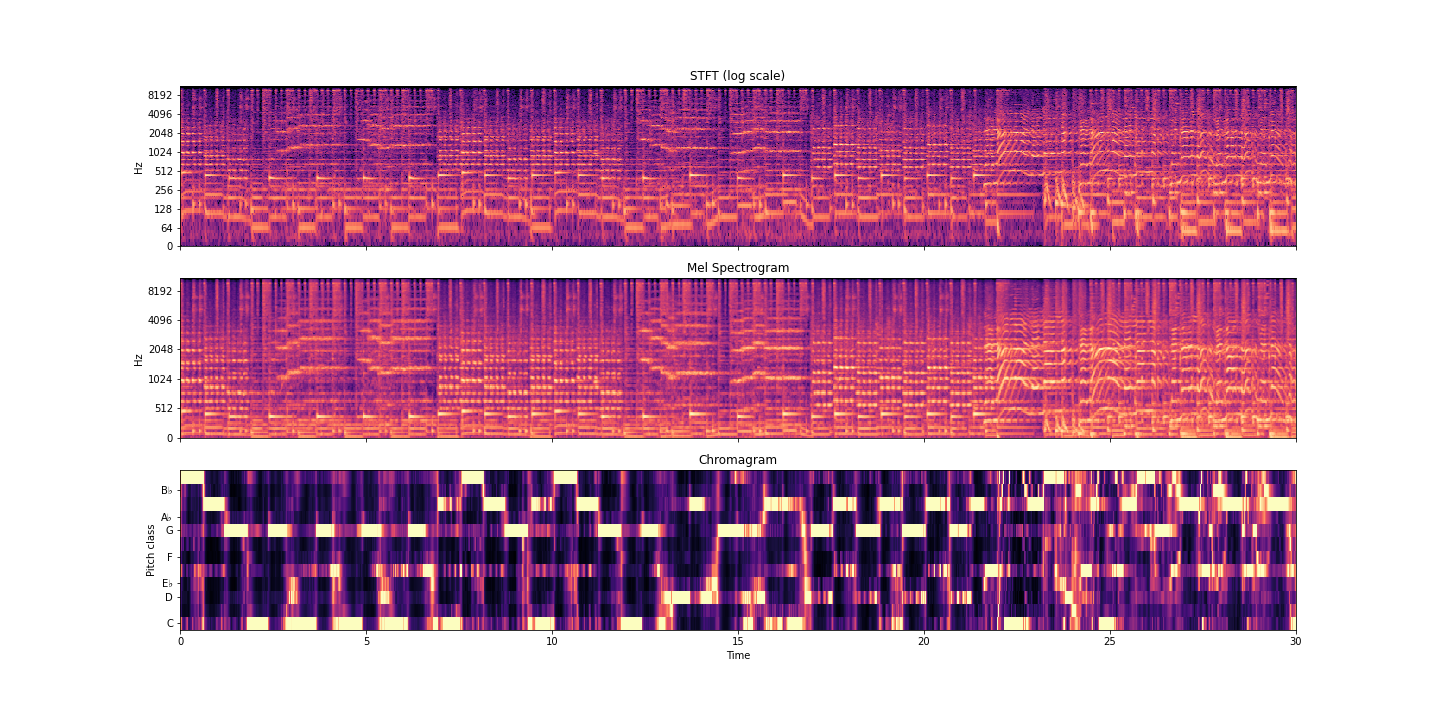 STFT (log scale)
8192
4096
2048
1024
512
256
128
64
0
Hz
Mel Spectrogram
8192
4096
2048
1024
512
0
Hz
Chromagram
B♭
A♭
G
F
E♭
D
C
Pitch class
0 5 10 15 20 25 30
Time